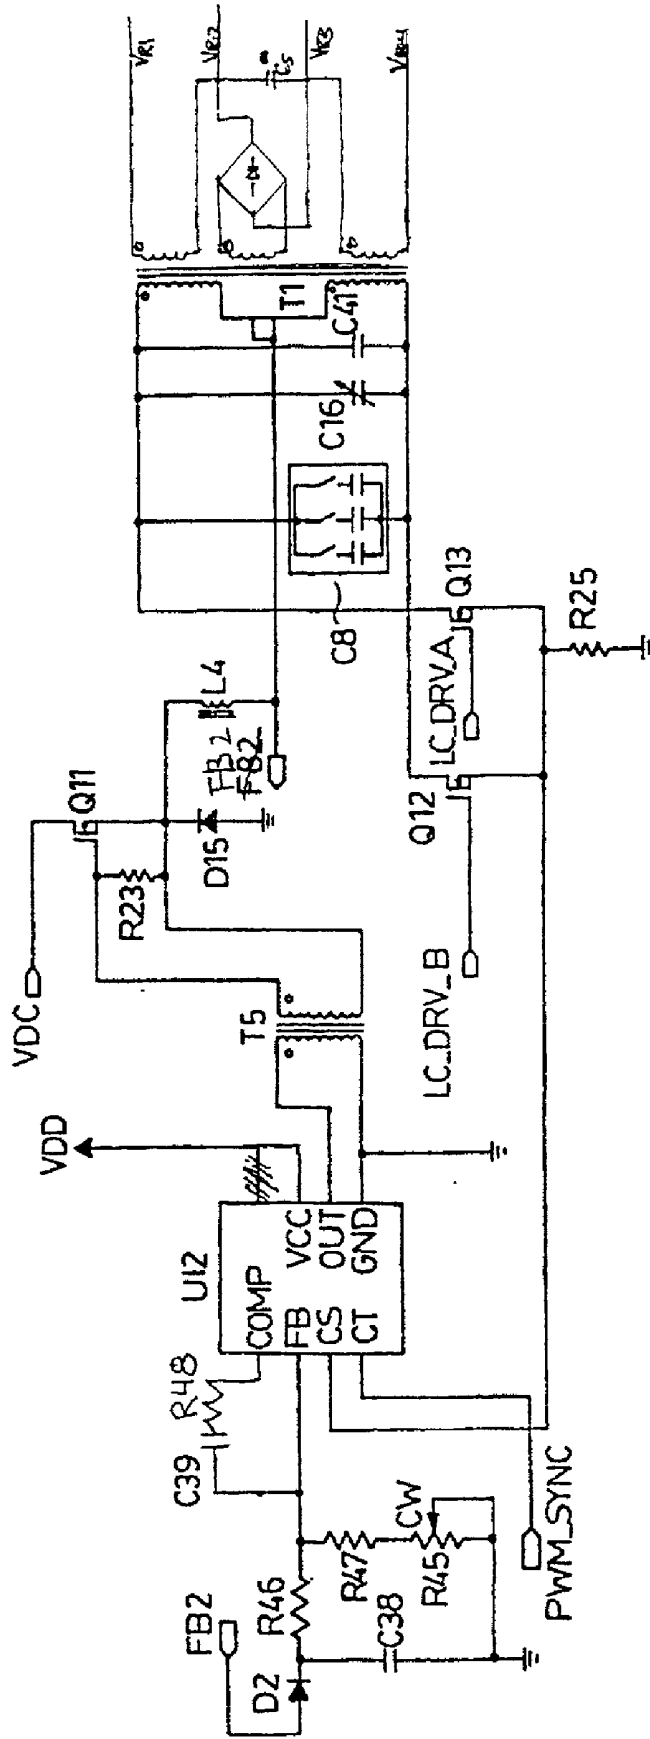 FB2
D2
R46
C38
R47
R45
CW
PWM_SYNC
C39
R48
U12
COMP
FB
CS
CT
VCC
OUT
GND
VDD
VDC
T5
R23
Q11
D15
L4
FB2
FB2
LC_DRV_B
Q12
LC_DRV_A
Q13
R25
C8
C16
C41
T1
VR1
VR2
VR3
C5